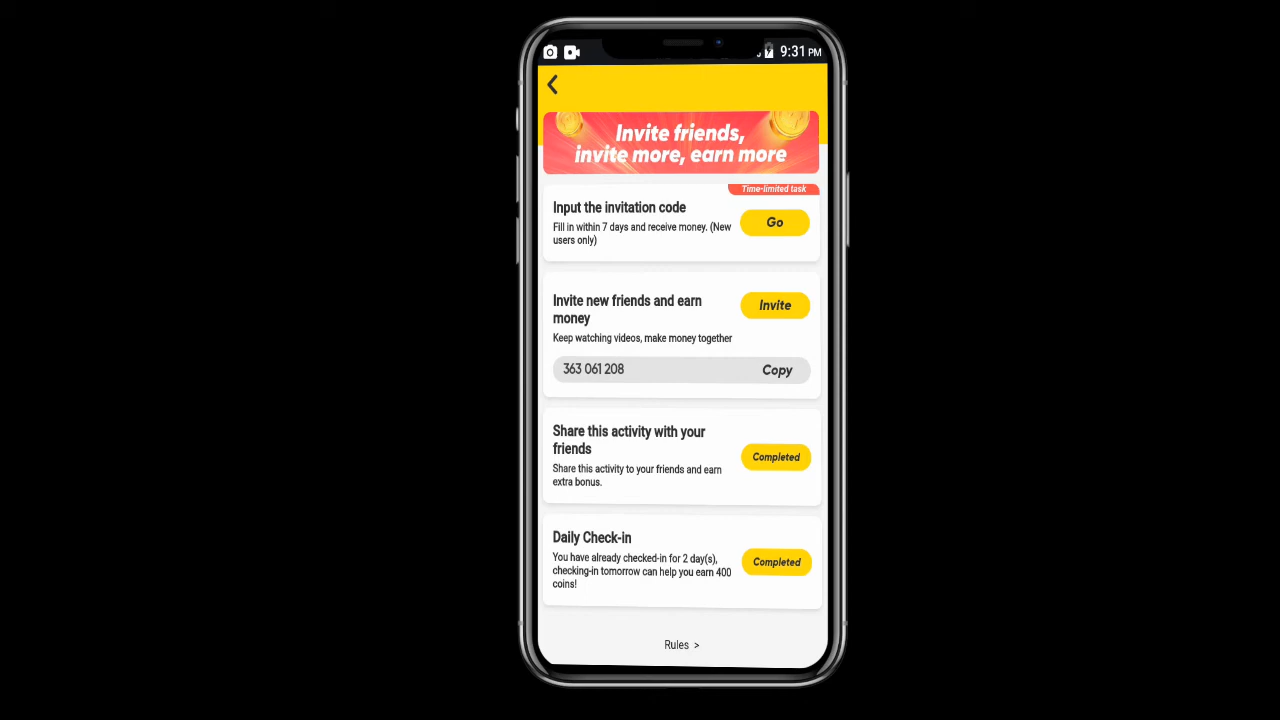 9:31 PM
Invite friends,
invite more, earn more
Time-limited task
Input the invitation code
Go
Fill in within 7 days and receive money. (New
users only)
Invite new friends and earn
money
Invite
Keep watching videos, make money together
363 061 208
Copy
Share this activity with your
friends
Completed
Share this activity to your friends and earn
extra bonus.
Daily Check-in
You have already checked-in for 2 day(s),
checking-in tomorrow can help you earn 400
coins!
Completed
Rules >